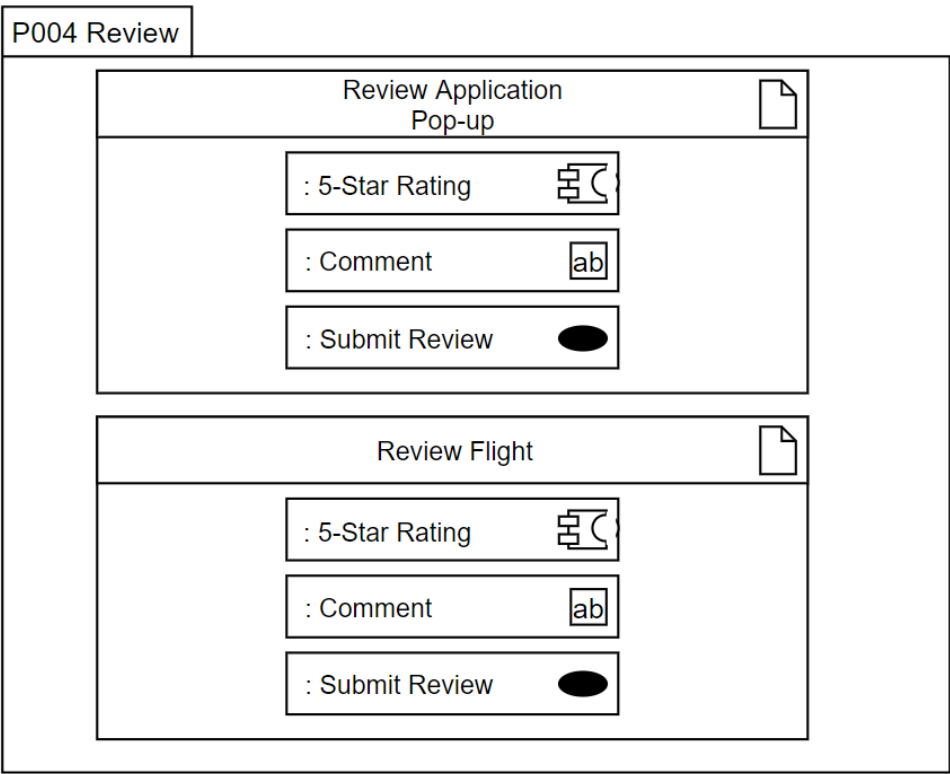 P004 Review
Review Application
Pop-up
: 5-Star Rating
: Comment
ab
: Submit Review
Review Flight
: 5-Star Rating
: Comment
ab
: Submit Review